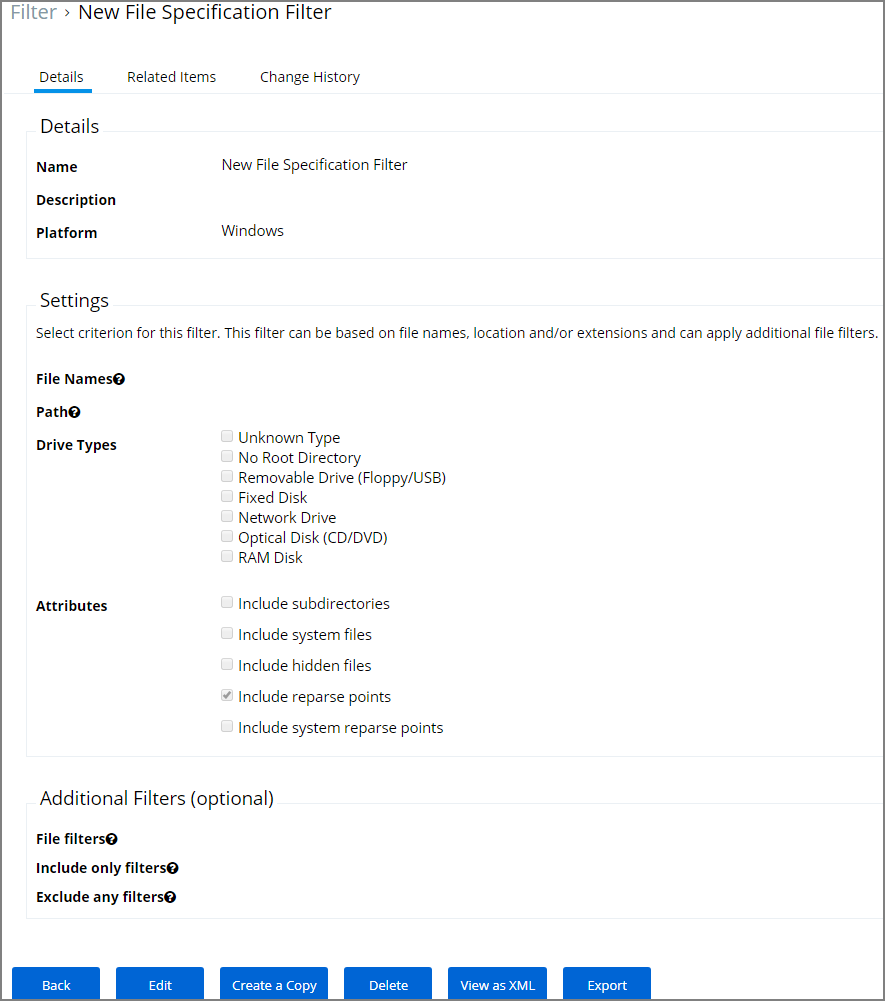 Filter › New File Specification Filter
Details Related Items Change History
Details
Name New File Specification Filter
Description
Platform Windows
Settings
Select criterion for this filter. This filter can be based on file names, location and/or extensions and can apply additional file filters.
File Names?
Path?
Drive Types Unknown Type
No Root Directory
Removable Drive (Floppy/USB)
Fixed Disk
Network Drive
Optical Disk (CD/DVD)
RAM Disk
Attributes Include subdirectories
Include system files
Include hidden files
Include reparse points
Include system reparse points
Additional Filters (optional)
File filters?
Include only filters?
Exclude any filters?
Back Edit Create a Copy Delete View as XML Export